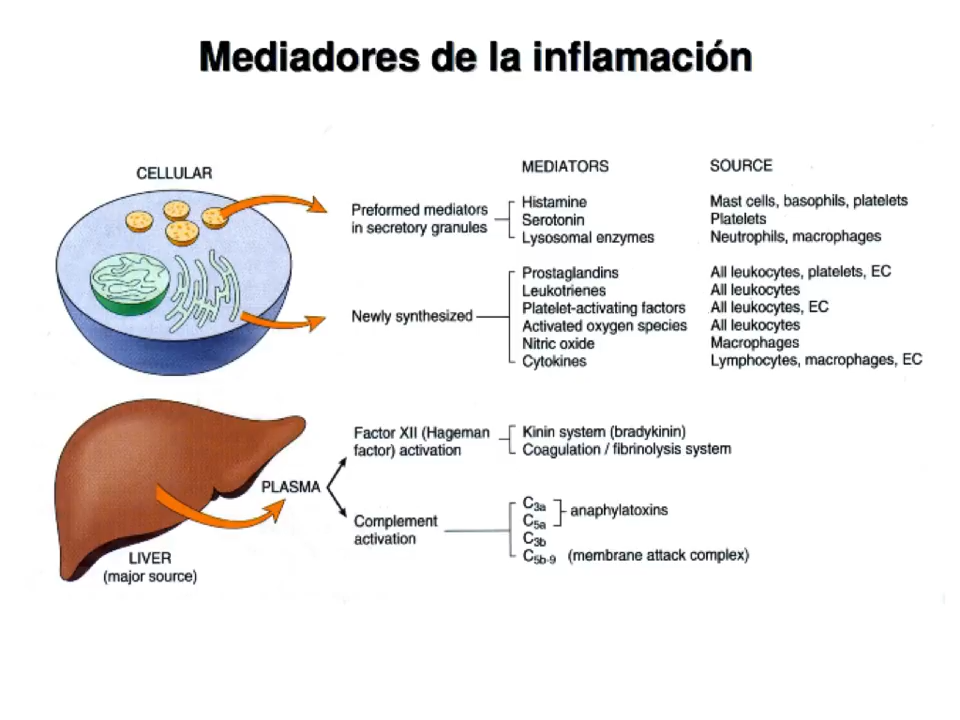 Mediadores de la inflamación
CELLULAR
MEDIATORS
SOURCE
Preformed mediators
in secretory granules
Histamine
Mast cells, basophils, platelets
Serotonin
Platelets
Lysosomal enzymes
Neutrophils, macrophages
Newly synthesized
Prostaglandins
All leukocytes, platelets, EC
Leukotrienes
All leukocytes
Platelet-activating factors
All leukocytes, EC
Activated oxygen species
All leukocytes
Nitric oxide
Macrophages
Cytokines
Lymphocytes, macrophages, EC
LIVER
(major source)
PLASMA
Factor XII (Hageman
factor) activation
Kinin system (bradykinin)
Coagulation / fibrinolysis system
Complement
activation
C3a
C5a
anaphylatoxins
C3b
C5b-9 (membrane attack complex)